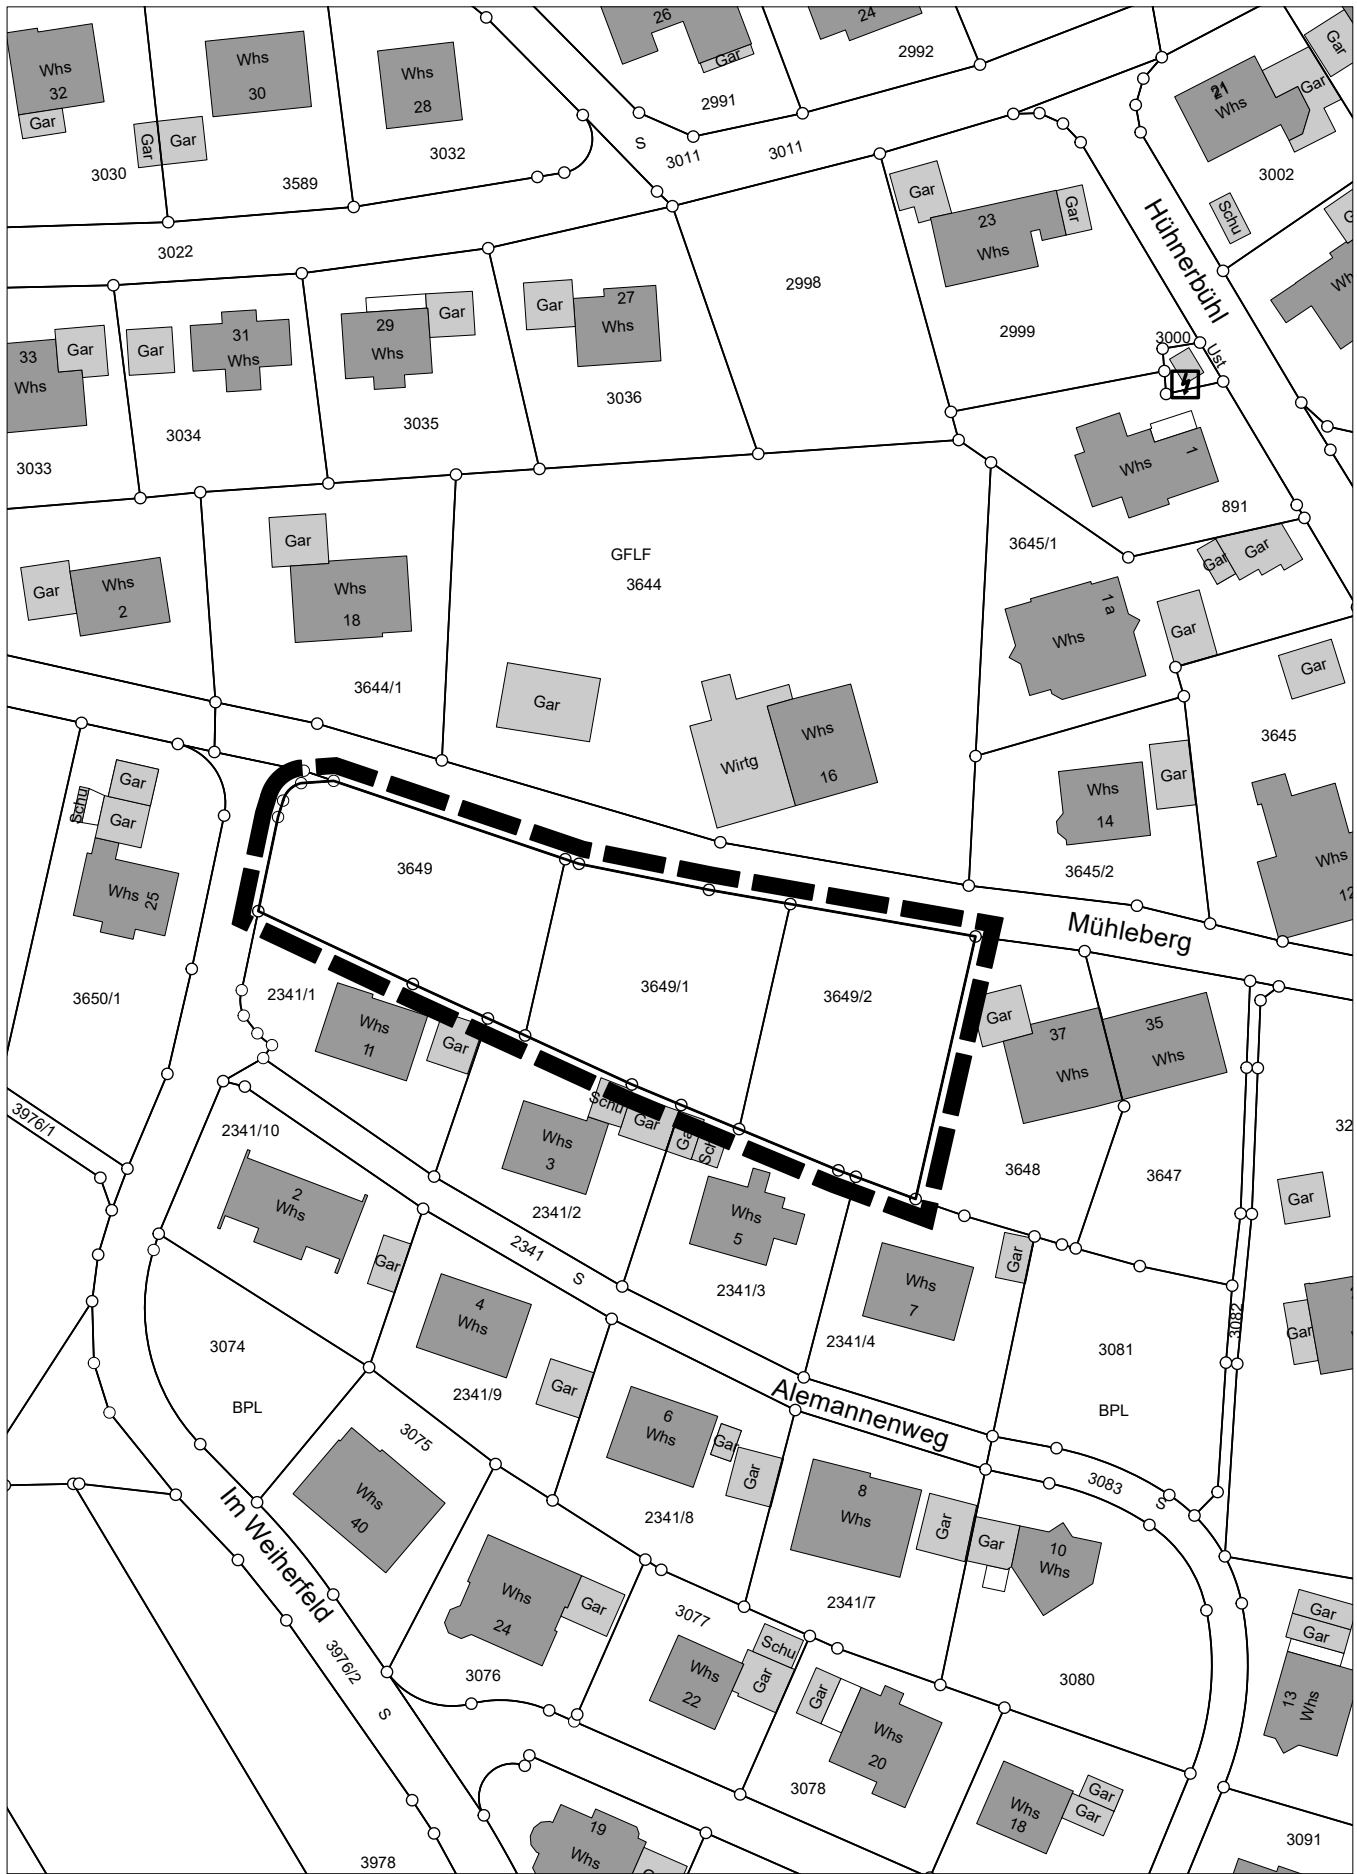 26
24
Gar
2992
Gar
Whs
32
Gar
Whs
30
Whs
28
2991
21
Whs
Gar
Gar
Gar
3030
3589
3032
S
3011
3011
3002
Gar
23
Whs
Gar
Schu
Hühnerbühl
3022
2998
Gar
27
Whs
Gar
29
Whs
31
Whs
Gar
Gar
33
Whs
2999
3000
Ust
3036
3035
3034
3033
1
Whs
891
GFLF
3644
3645/1
Gar
Gar
Gar
Gar
Whs
2
Whs
18
1 a
Whs
Gar
Gar
3644/1
Gar
Whs
16
Wirtg
3645
Gar
Whs
14
3645/2
Gar
Gar
Schu
Whs
25
3649
Whs
12
Mühleberg
3650/1
2341/1
3649/1
3649/2
Whs
11
Gar
Gar
37
Whs
35
Whs
3976/1
2341/10
Schu
Gar
Whs
3
3648
3647
2
Whs
2341/2
Whs
5
Gar
2341
S
Gar
Gar
Whs
7
2341/3
4
Whs
3082
Gar
3074
2341/4
3081
BPL
2341/9
Gar
Alemannenweg
BPL
3075
6
Whs
Gar
Gar
3083
S
Whs
40
8
Whs
2341/8
Gar
Gar
10
Whs
Im Weiherfeld
Whs
24
Gar
2341/7
3077
Gar
Gar
3976/2
S
3076
Schu
Gar
Whs
22
Gar
3080
13
Whs
Whs
20
3078
Gar
Gar
Whs
18
19
Whs
3091
3978